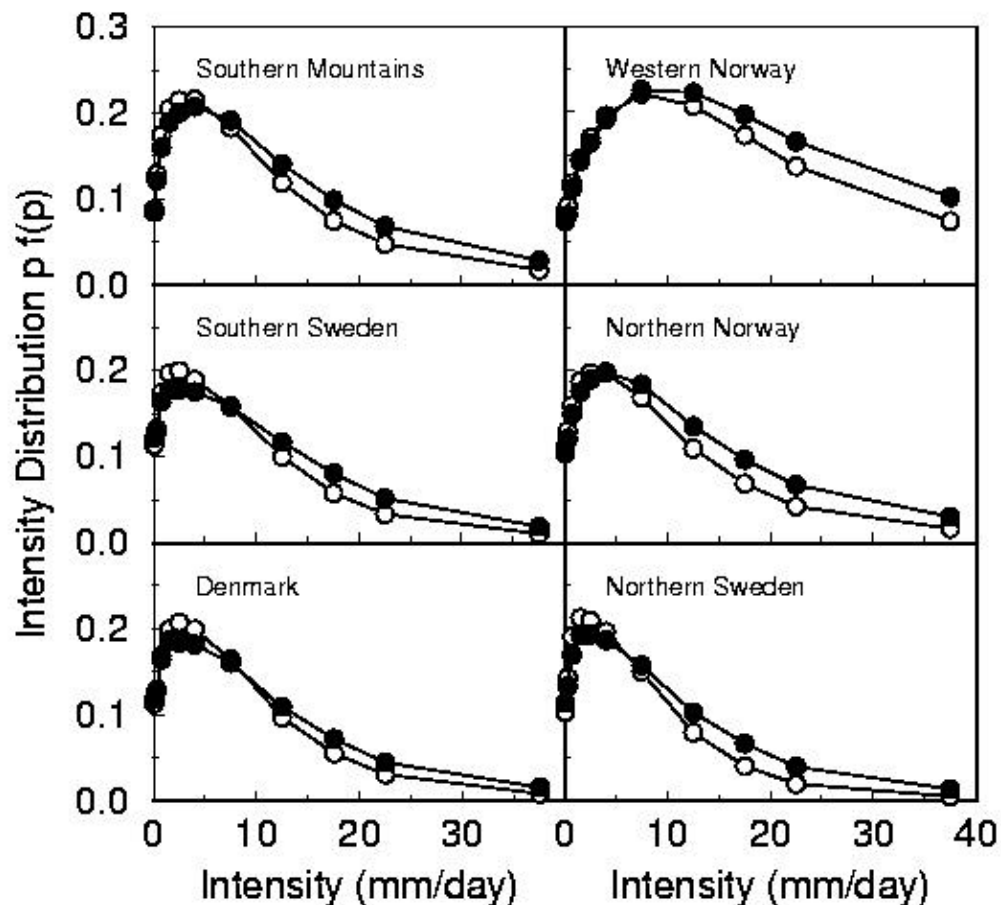 0.3
Southern Mountains
Western Norway
0.2
0.1
0.0
Southern Sweden
Northern Norway
0.2
0.1
0.0
Denmark
Northern Sweden
0.2
0.1
0.0
0 10 20 30 0 10 20 30 40
Intensity (mm/day) Intensity (mm/day)
Intensity Distribution p f(p)